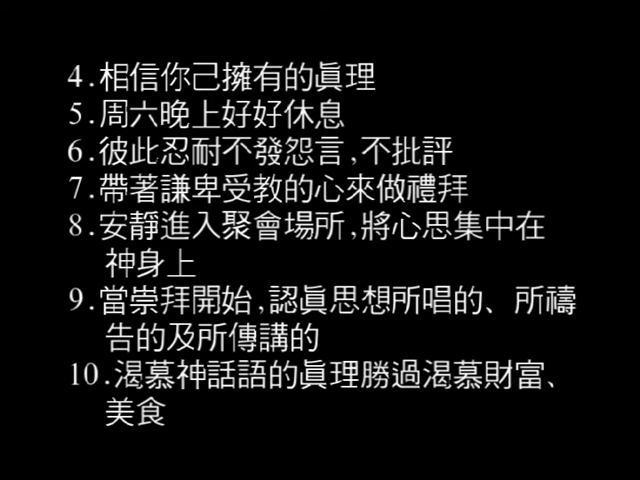 4.相信你己擁有的眞理
5.周六晚上好好休息
6.彼此忍耐不發怨言,不批評
7.帶著謙卑受教的心來做禮拜
8.安靜進入聚會場所,將心思集中在
神身上
9.當崇拜開始,認眞思想所唱的、所禱
告的及所傳講的
10.渴慕神話語的眞理勝過渴慕財富、
美食